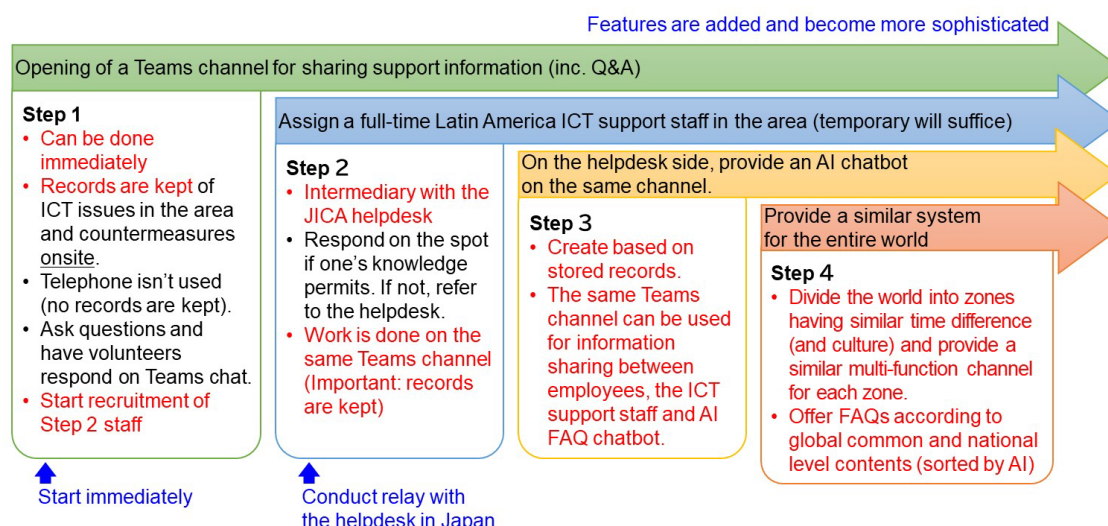 Features are added and become more sophisticated
Opening of a Teams channel for sharing support information (inc. Q&A)
Step 1
• Can be done
immediately
• Records are kept of
ICT issues in the area
and countermeasures
onsite.
• Telephone isn't used
(no records are kept).
• Ask questions and
have volunteers
respond on Teams chat.
• Start recruitment of
Step 2 staff
Start immediately
Assign a full-time Latin America ICT support staff in the area (temporary will suffice)
Step 2
• Intermediary with the
JICA helpdesk
• Respond on the spot
if one's knowledge
permits. If not, refer
to the helpdesk.
• Work is done on the
same Teams channel
(Important: records
are kept)
Conduct relay with
the helpdesk in Japan
On the helpdesk side, provide an AI chatbot
on the same channel.
Step 3
• Create based on
stored records.
• The same Teams
channel can be used
for information
sharing between
employees, the ICT
support staff and AI
FAQ chatbot.
Provide a similar system
for the entire world
Step 4
• Divide the world into zones
having similar time difference
(and culture) and provide a
similar multi-function channel
for each zone.
• Offer FAQs according to
global common and national
level contents (sorted by AI)